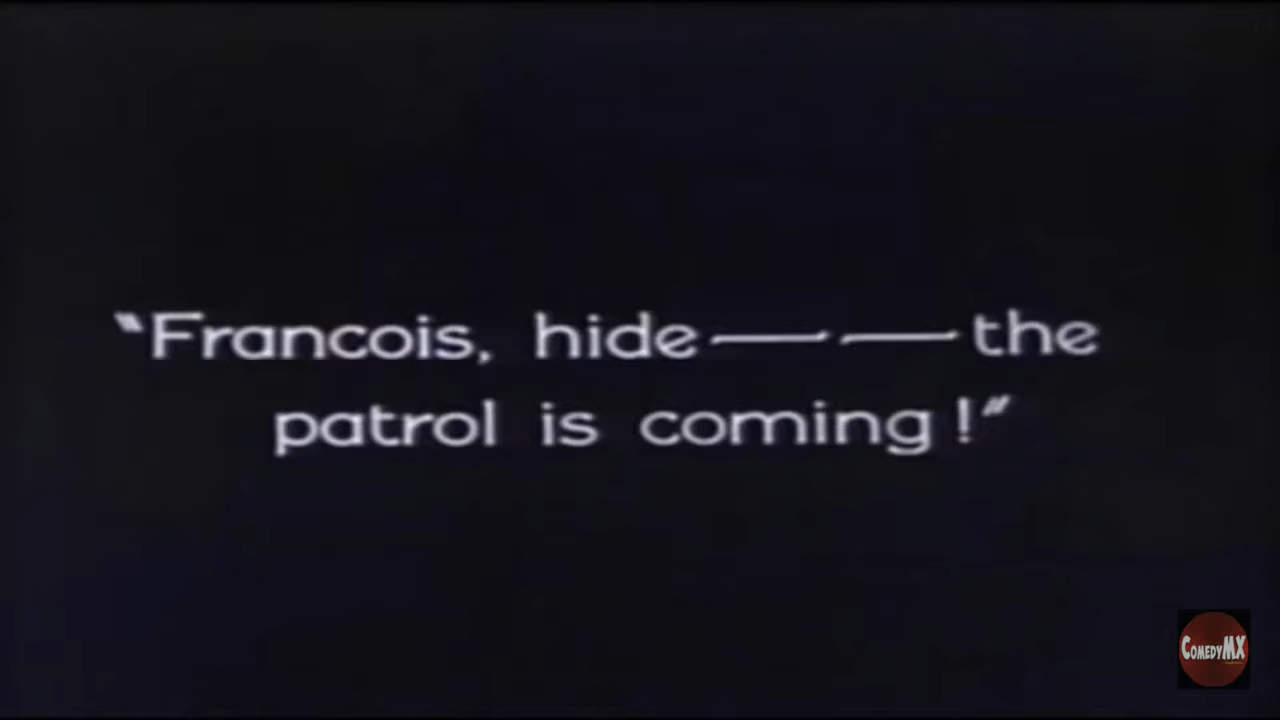 “Francois, hide — — the
patrol is coming!”
COMEDYMX